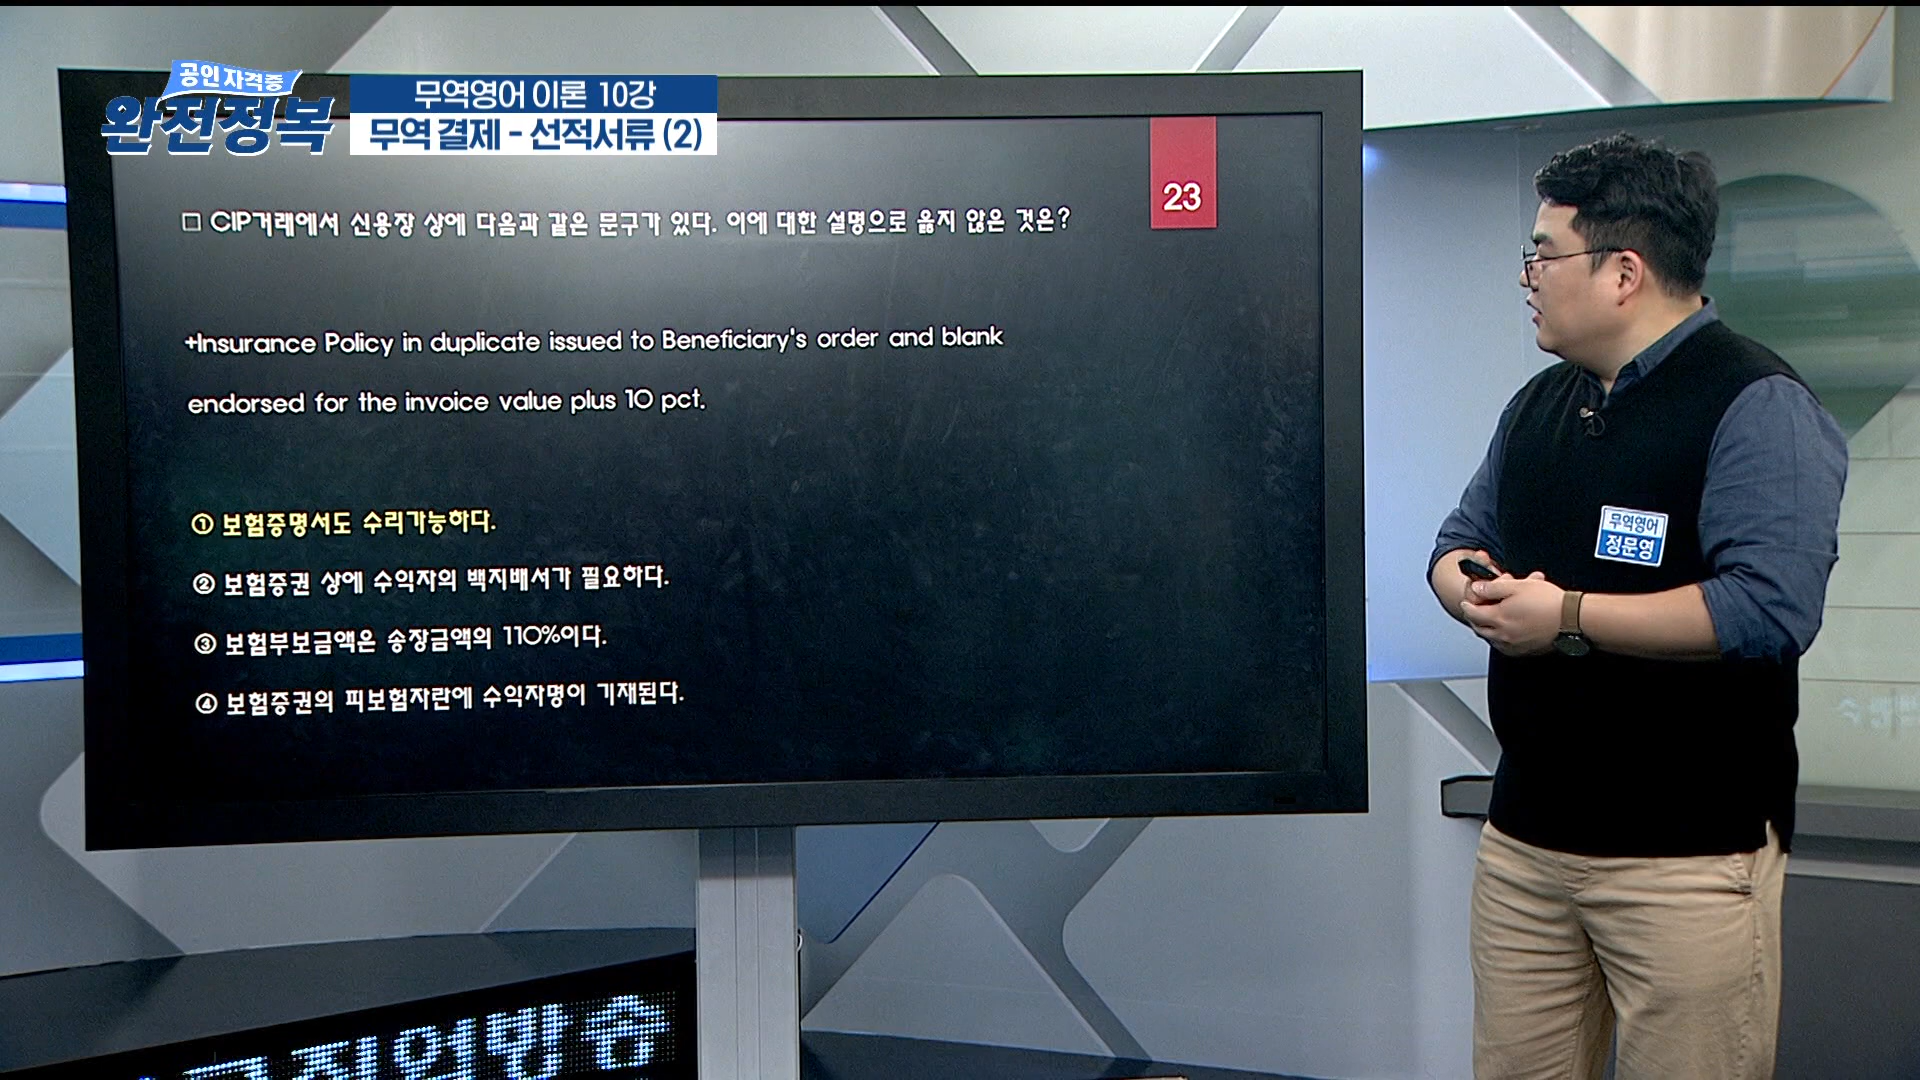 공인 자격증
완전정복
무역영어 이론 10강
무역 결제 - 선적서류 (2)
23
□ CIP거래에서 신용장 상에 다음과 같은 문구가 있다. 이에 대한 설명으로 옳지 않은 것은?
+Insurance Policy in duplicate issued to Beneficiary's order and blank
endorsed for the invoice value plus 10 pct.
① 보험증명서도 수리가능하다.
② 보험증권 상에 수익자의 백지배서가 필요하다.
③ 보험부보금액은 송장금액의 110%이다.
④ 보험증권의 피보험자란에 수익자명이 기재된다.
무역영어
정문영
직업방송